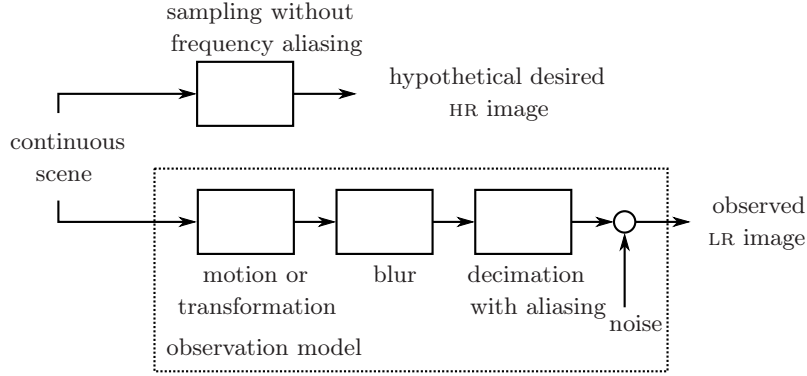 sampling without
frequency aliasing
hypothetical desired
HR image
continuous
scene
observed
LR image
motion or
transformation
blur
decimation
with aliasing
noise
observation model